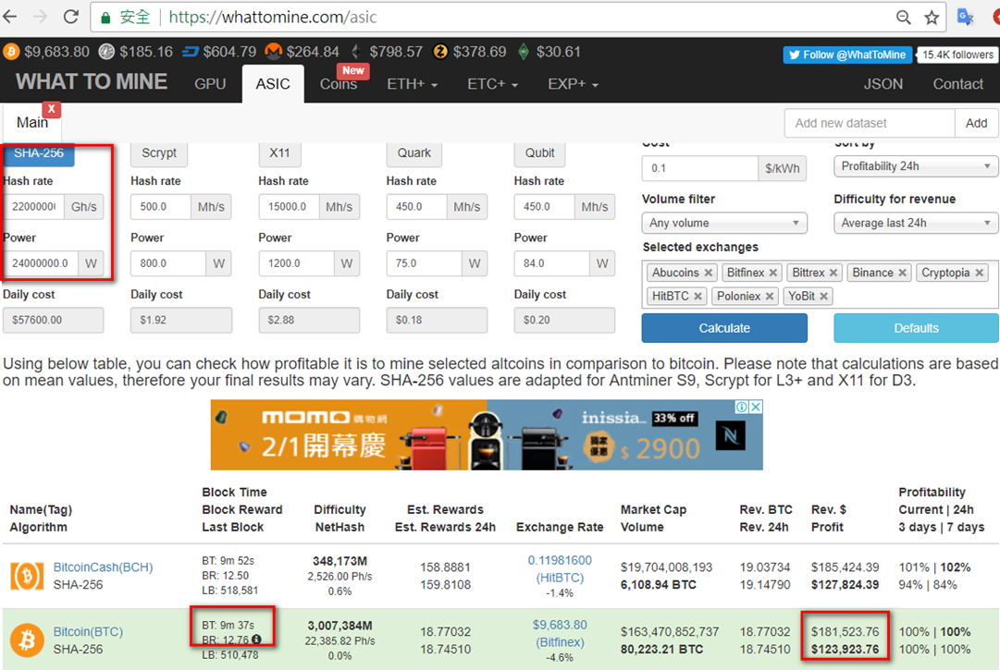 安全 https://whattomine.com/asic
$9,683.80 $185.16 $604.79 $264.84 $798.57 $378.69 $30.61
Follow @WhatToMine 15.4K followers
WHAT TO MINE GPU ASIC Coins New ETH+ ETC+ EXP+ JSON Contact
Main X Add new dataset Add
SHA-256 Scrypt X11 Quark Qubit
Cost Sort by
0.1 $/kWh Profitability 24h
Hash rate Hash rate Hash rate Hash rate Hash rate
Volume filter Difficulty for revenue
2200000 Gh/s 500.0 Mh/s 15000.0 Mh/s 450.0 Mh/s 450.0 Mh/s
Any volume Average last 24h
Power Power Power Power Power
Selected exchanges
24000000.0 W 800.0 W 1200.0 W 75.0 W 84.0 W
Abucoins Bitfinex Bittrex Binance Cryptopia
HitBTC Poloniex YoBit
Daily cost Daily cost Daily cost Daily cost Daily cost
$57600.00 $1.92 $2.88 $0.18 $0.20
Calculate Defaults
Using below table, you can check how profitable it is to mine selected altcoins in comparison to bitcoin. Please note that calculations are based
on mean values, therefore your final results may vary. SHA-256 values are adapted for Antminer S9, Scrypt for L3+ and X11 for D3.
momo購物網
2/1開幕慶
inissia... 33% off
$2900
Block Time Profitability
Name(Tag) Block Reward Difficulty Est. Rewards Market Cap Rev. BTC Rev. $ Current | 24h
Algorithm Last Block NetHash Est. Rewards 24h Exchange Rate Volume Rev. 24h Profit 3 days | 7 days
BitcoinCash(BCH)
SHA-256
BT: 9m 52s
BR: 12.50
LB: 518,581
348,173M
2,526.00 Ph/s
0.6%
158.8881
159.8108
0.11981600
(HitBTC)
-1.4%
$19,704,008,193
6,108.94 BTC
19.03734
19.14790
$185,424.39
$127,824.39
101% | 102%
94% | 84%
Bitcoin(BTC)
SHA-256
BT: 9m 37s
BR: 12.76
LB: 510,478
3,007,384M
22,385.82 Ph/s
0.0%
18.77032
18.74510
$9,683.80
(Bitfinex)
-4.6%
$163,470,852,737
80,223.21 BTC
18.77032
18.74510
$181,523.76
$123,923.76
100% | 100%
100% | 100%